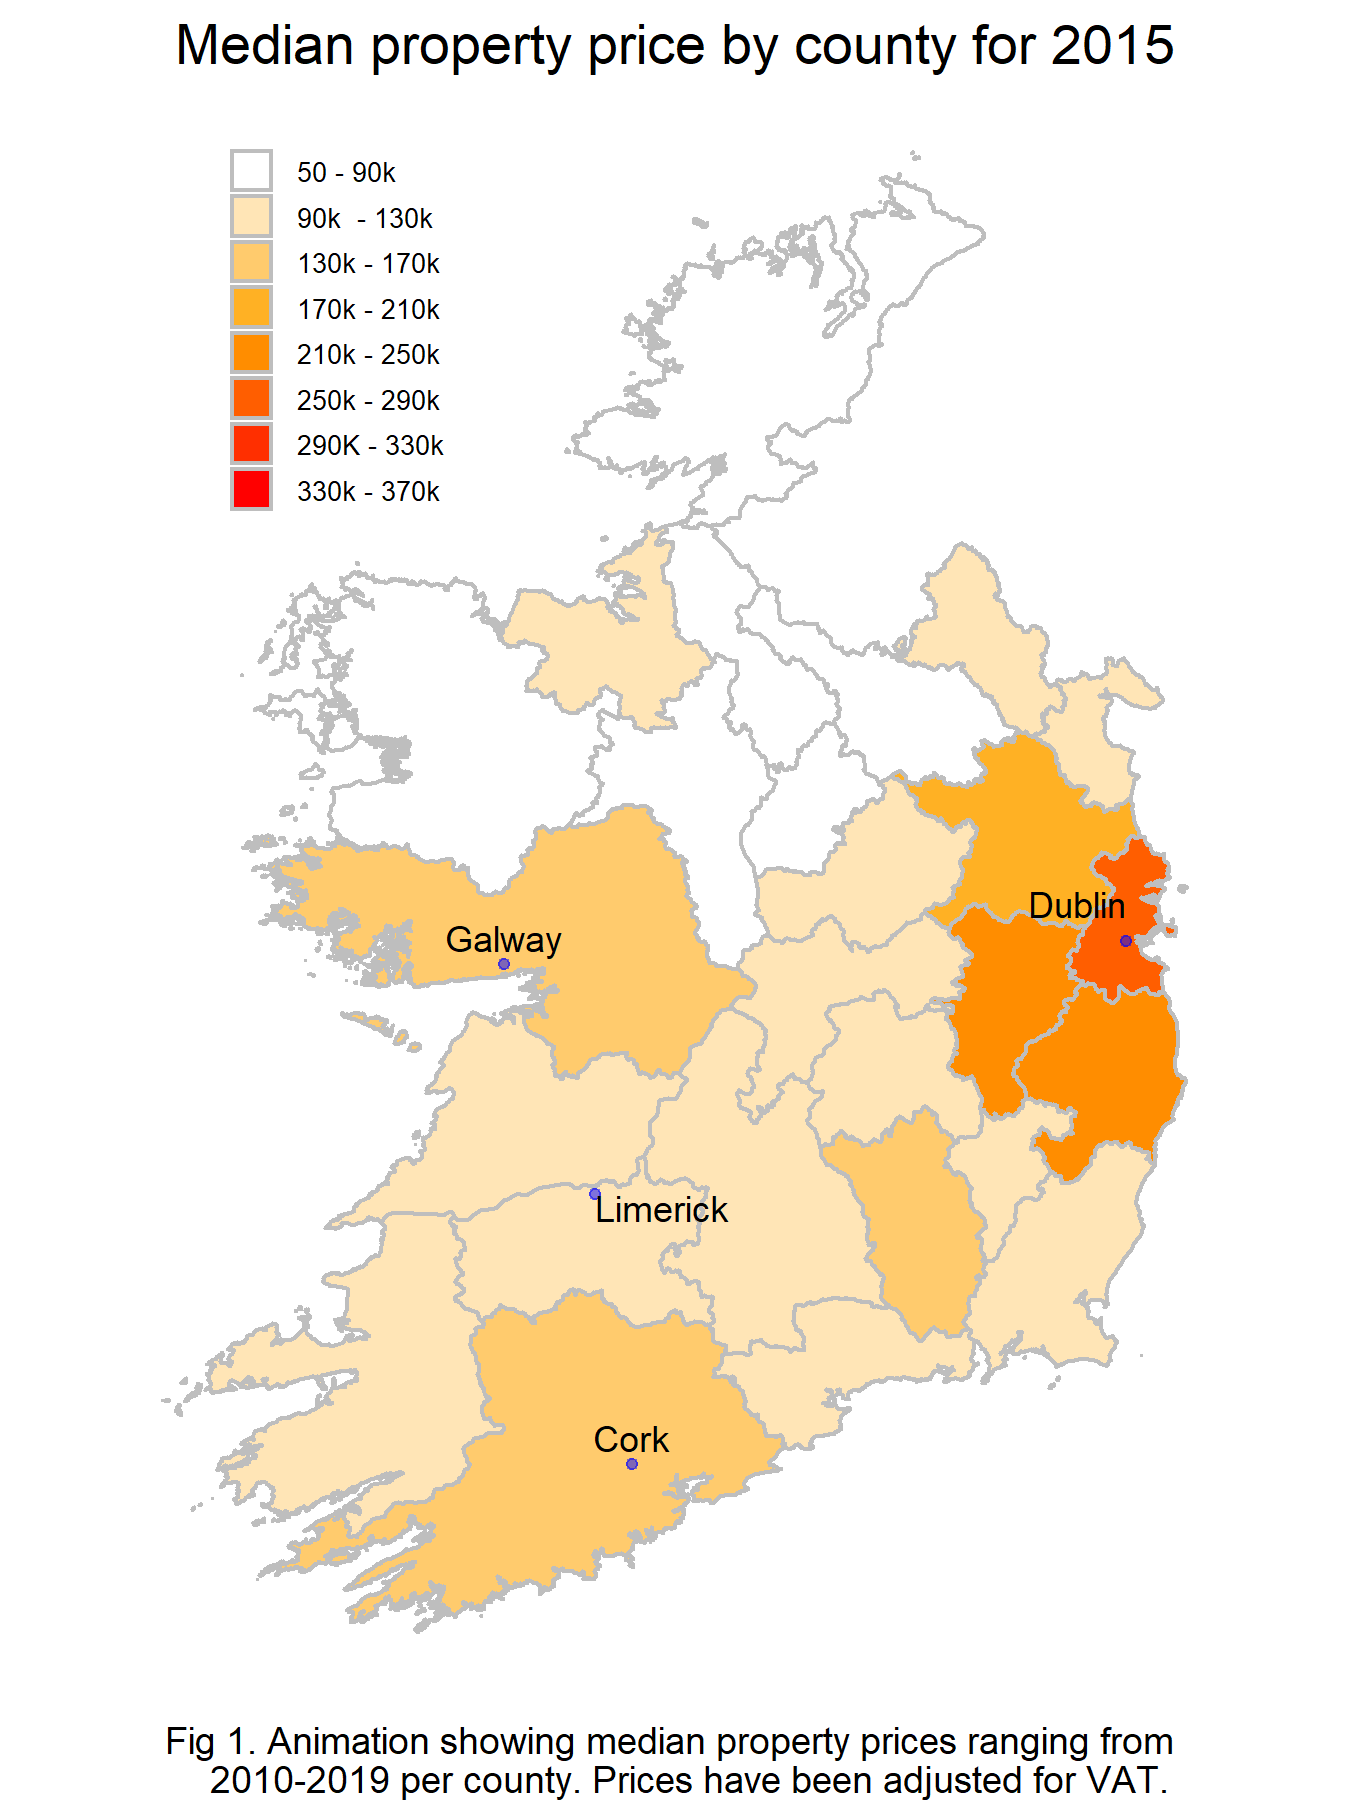 Median property price by county for 2015
50 - 90k
90k  - 130k
130k - 170k
170k - 210k
210k - 250k
250k - 290k
290K - 330k
330k - 370k
Dublin
Galway
Limerick
Cork
Fig 1. Animation showing median property prices ranging from
2010-2019 per county. Prices have been adjusted for VAT.